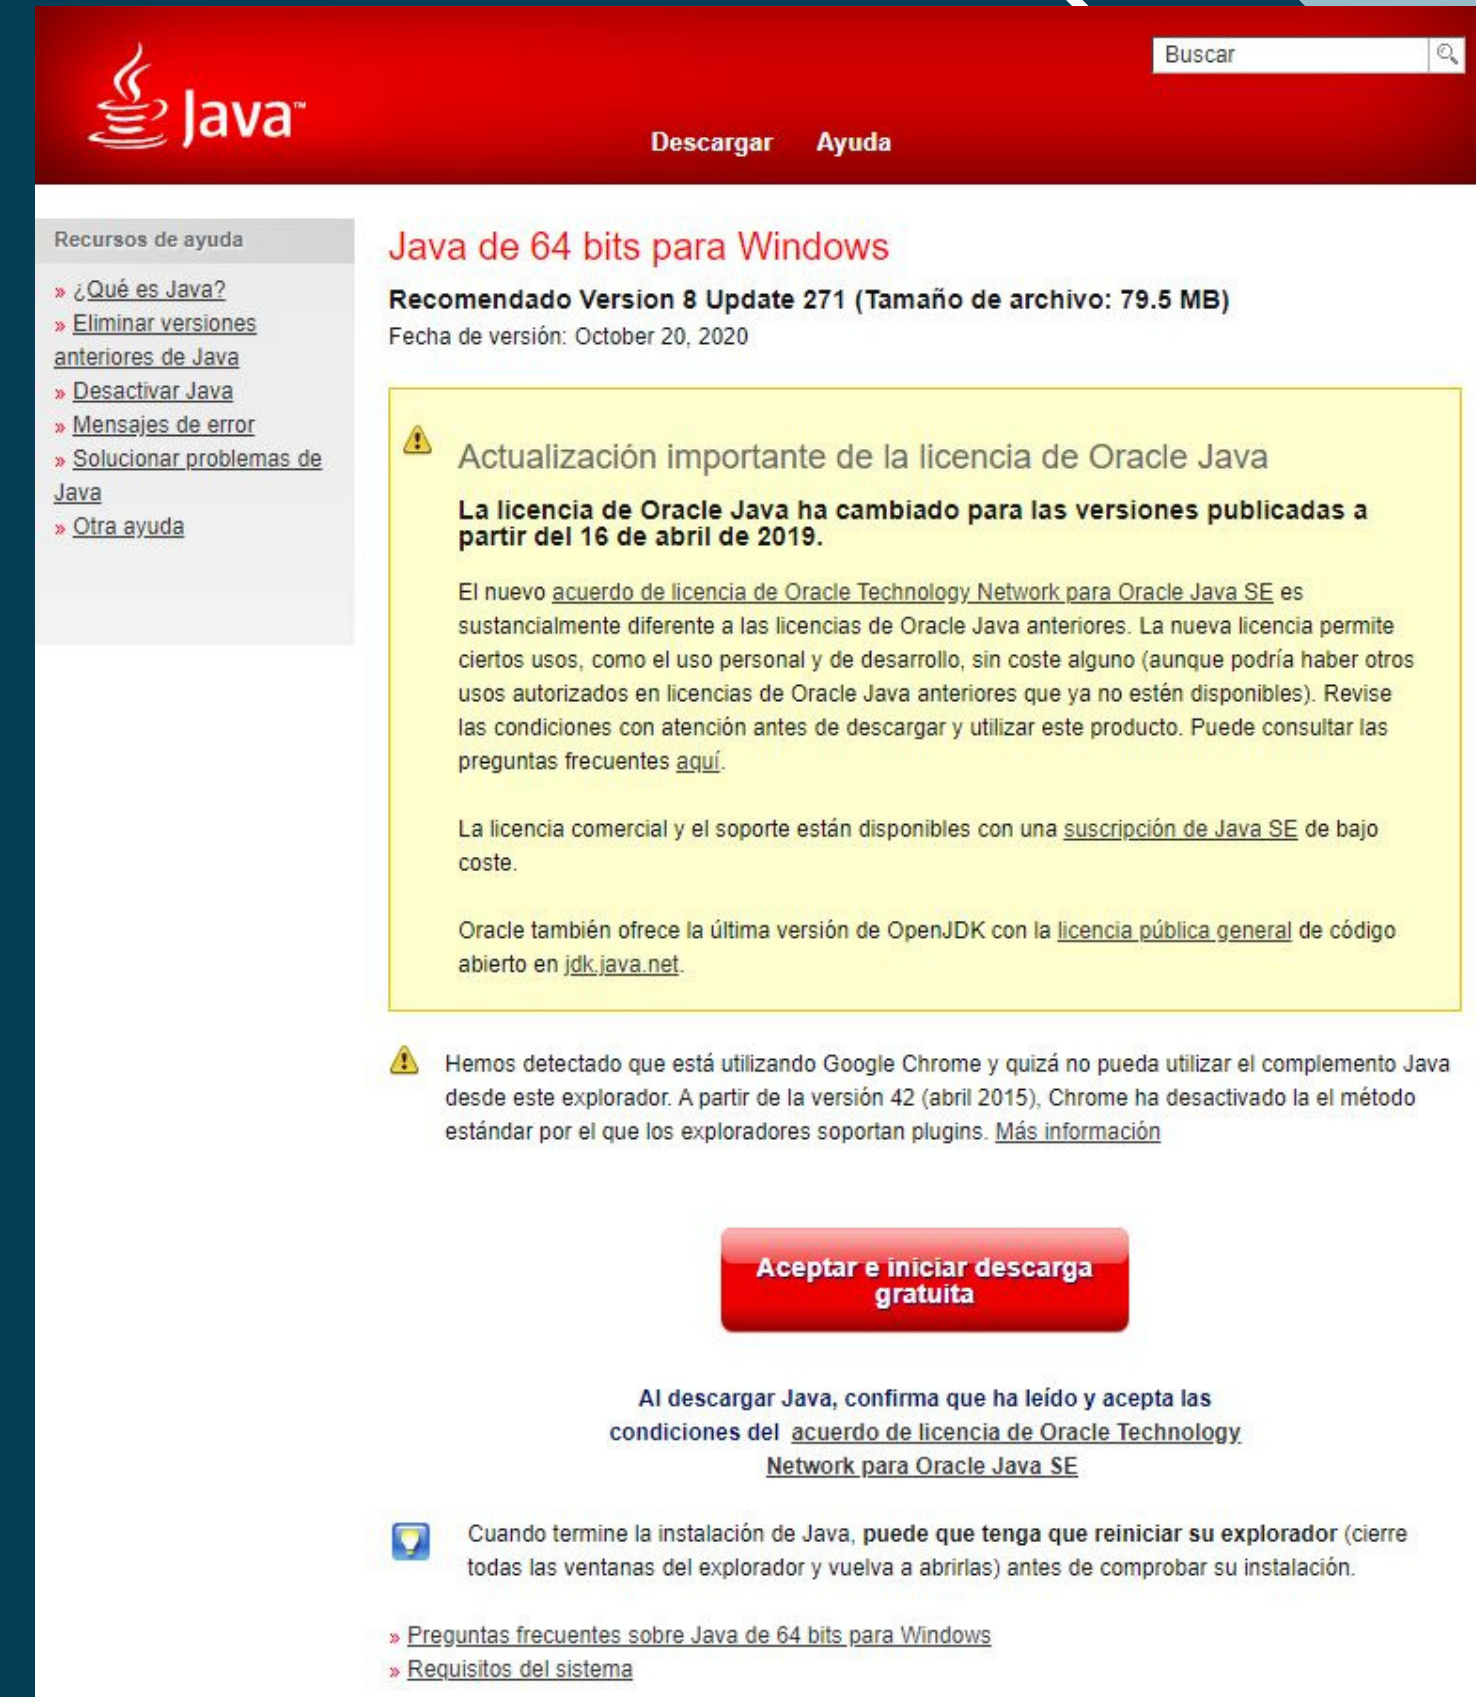 Java™
Buscar
Descargar Ayuda
Recursos de ayuda
» ¿Qué es Java?
» Eliminar versiones
anteriores de Java
» Desactivar Java
» Mensajes de error
» Solucionar problemas de
Java
» Otra ayuda
Java de 64 bits para Windows
Recomendado Version 8 Update 271 (Tamaño de archivo: 79.5 MB)
Fecha de versión: October 20, 2020
Actualización importante de la licencia de Oracle Java
La licencia de Oracle Java ha cambiado para las versiones publicadas a
partir del 16 de abril de 2019.
El nuevo acuerdo de licencia de Oracle Technology Network para Oracle Java SE es
sustancialmente diferente a las licencias de Oracle Java anteriores. La nueva licencia permite
ciertos usos, como el uso personal y de desarrollo, sin coste alguno (aunque podría haber otros
usos autorizados en licencias de Oracle Java anteriores que ya no estén disponibles). Revise
las condiciones con atención antes de descargar y utilizar este producto. Puede consultar las
preguntas frecuentes aquí.
La licencia comercial y el soporte están disponibles con una suscripción de Java SE de bajo
coste.
Oracle también ofrece la última versión de OpenJDK con la licencia pública general de código
abierto en jdk.java.net.
Hemos detectado que está utilizando Google Chrome y quizá no pueda utilizar el complemento Java
desde este explorador. A partir de la versión 42 (abril 2015), Chrome ha desactivado la el método
estándar por el que los exploradores soportan plugins. Más información
Aceptar e iniciar descarga
gratuita
Al descargar Java, confirma que ha leído y acepta las
condiciones del acuerdo de licencia de Oracle Technology
Network para Oracle Java SE
Cuando termine la instalación de Java, puede que tenga que reiniciar su explorador (cierre
todas las ventanas del explorador y vuelva a abrirlas) antes de comprobar su instalación.
» Preguntas frecuentes sobre Java de 64 bits para Windows
» Requisitos del sistema